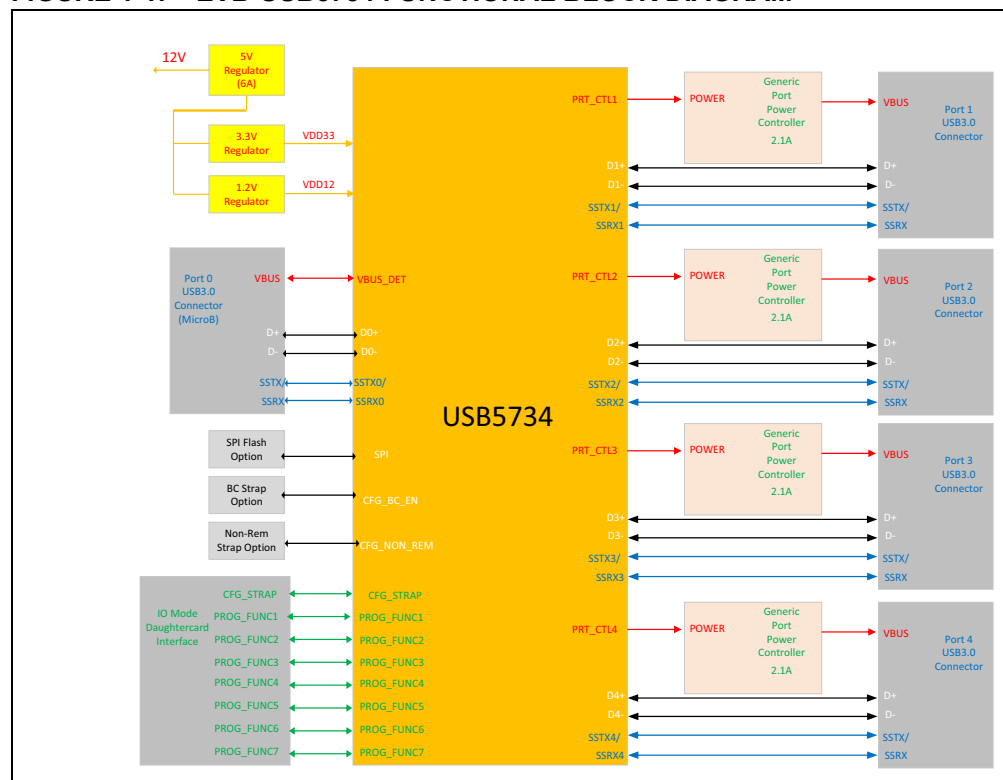 12V
5V
Regulator
(6A)
3.3V
Regulator
VDD33
1.2V
Regulator
VDD12
Port 0
USB3.0
Connector
(MicroB)
VBUS
D+
D-
SSTX/
SSRX
SPI Flash
Option
BC Strap
Option
Non-Rem
Strap Option
IO Mode
Daughtercard
Interface
CFG_STRAP
PROG_FUNC1
PROG_FUNC2
PROG_FUNC3
PROG_FUNC4
PROG_FUNC5
PROG_FUNC6
PROG_FUNC7
VBUS_DET
D0+
D0-
SSTX0/
SSRX0
SPI
CFG_BC_EN
CFG_NON_REM
CFG_STRAP
PROG_FUNC1
PROG_FUNC2
PROG_FUNC3
PROG_FUNC4
PROG_FUNC5
PROG_FUNC6
PROG_FUNC7
USB5734
PRT_CTL1
D1+
D1-
SSTX1/
SSRX1
POWER
Generic
Port
Power
Controller
2.1A
VBUS
D+
D-
SSTX/
SSRX
Port 1
USB3.0
Connector
PRT_CTL2
D2+
D2-
SSTX2/
SSRX2
POWER
Generic
Port
Power
Controller
2.1A
VBUS
D+
D-
SSTX/
SSRX
Port 2
USB3.0
Connector
PRT_CTL3
D3+
D3-
SSTX3/
SSRX3
POWER
Generic
Port
Power
Controller
2.1A
VBUS
D+
D-
SSTX/
SSRX
Port 3
USB3.0
Connector
PRT_CTL4
D4+
D4-
SSTX4/
SSRX4
POWER
Generic
Port
Power
Controller
2.1A
VBUS
D+
D-
SSTX/
SSRX
Port 4
USB3.0
Connector